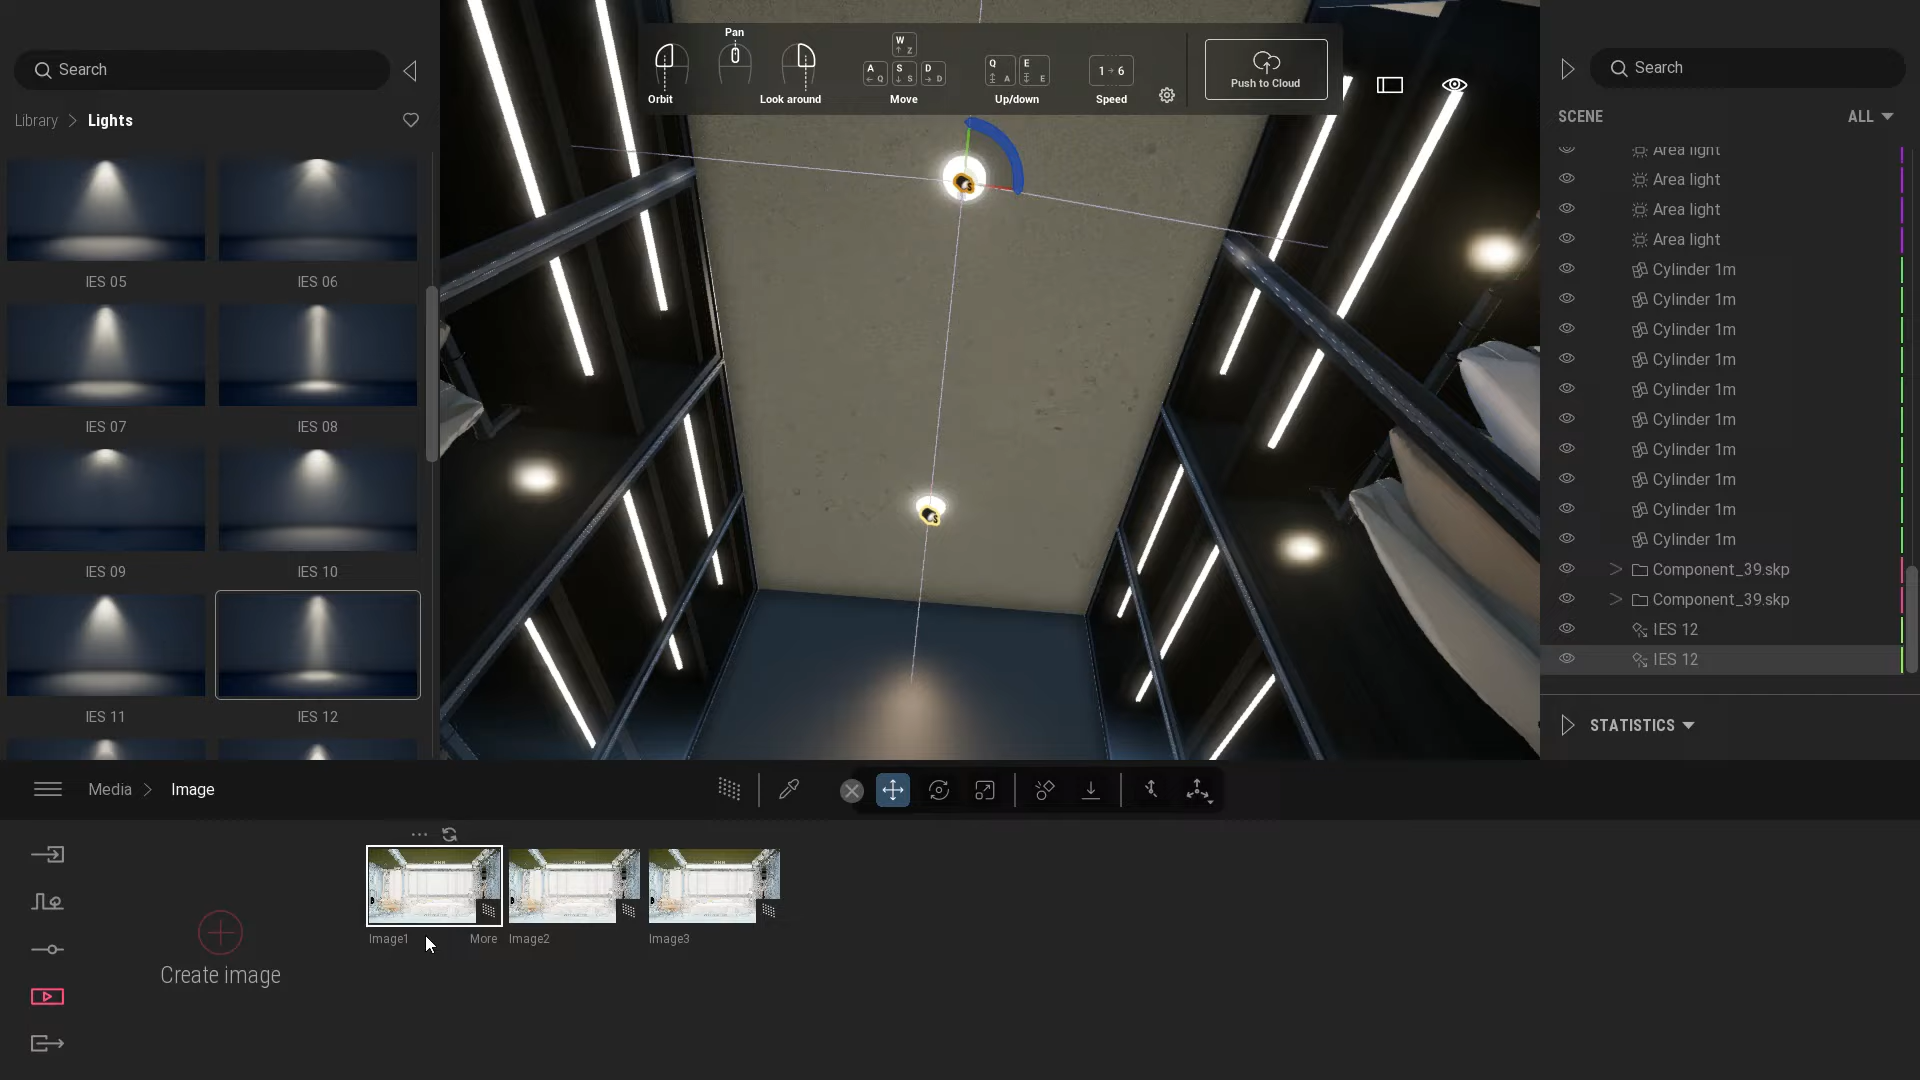 Search
Library > Lights
IES 05
IES 06
IES 07
IES 08
IES 09
IES 10
IES 11
IES 12
Pan
Orbit
Look around
W
Z
A
Q
S
S
D
D
Move
Q
A
E
E
Up/down
1 - 6
Speed
Push to Cloud
Search
SCENE
ALL
Area light
Area light
Area light
Area light
Cylinder 1m
Cylinder 1m
Cylinder 1m
Cylinder 1m
Cylinder 1m
Cylinder 1m
Cylinder 1m
Cylinder 1m
Cylinder 1m
Cylinder 1m
Component_39.skp
Component_39.skp
IES 12
IES 12
STATISTICS
Media > Image
Create image
Image1
More
Image2
Image3